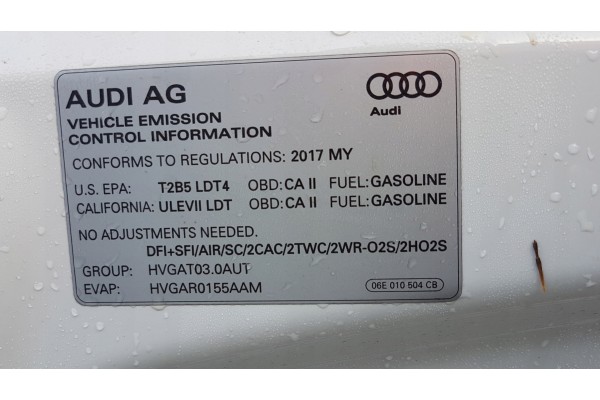 AUDI AG
Audi
VEHICLE EMISSION
CONTROL INFORMATION
CONFORMS TO REGULATIONS: 2017 MY
U.S. EPA: T2B5 LDT4 OBD: CA II FUEL: GASOLINE
CALIFORNIA: ULEVII LDT OBD: CA II FUEL: GASOLINE
NO ADJUSTMENTS NEEDED.
DFI+SFI/AIR/SC/2CAC/2TWC/2WR-O2S/2HO2S
GROUP: HVGAT03.0AUT
EVAP: HVGAR0155AAM
06E 010 504 CB